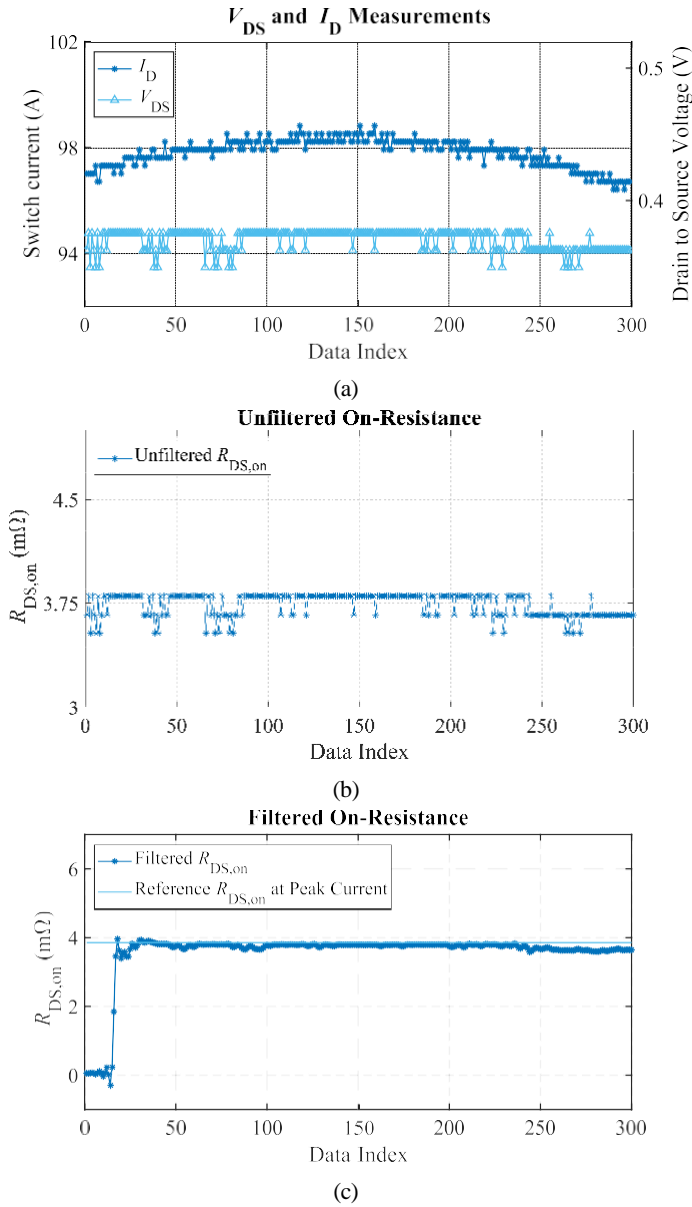 V_DS and I_D Measurements
102
98
94
Switch current (A)
I_D
V_DS
0.5
0.4
Drain to Source Voltage (V)
0 50 100 150 200 250 300
Data Index
(a)
Unfiltered On-Resistance
Unfiltered R_DS,on
4.5
3.75
3
R_DS,on (mΩ)
0 50 100 150 200 250 300
Data Index
(b)
Filtered On-Resistance
Filtered R_DS,on
Reference R_DS,on at Peak Current
6
4
2
0
R_DS,on (mΩ)
0 50 100 150 200 250 300
Data Index
(c)